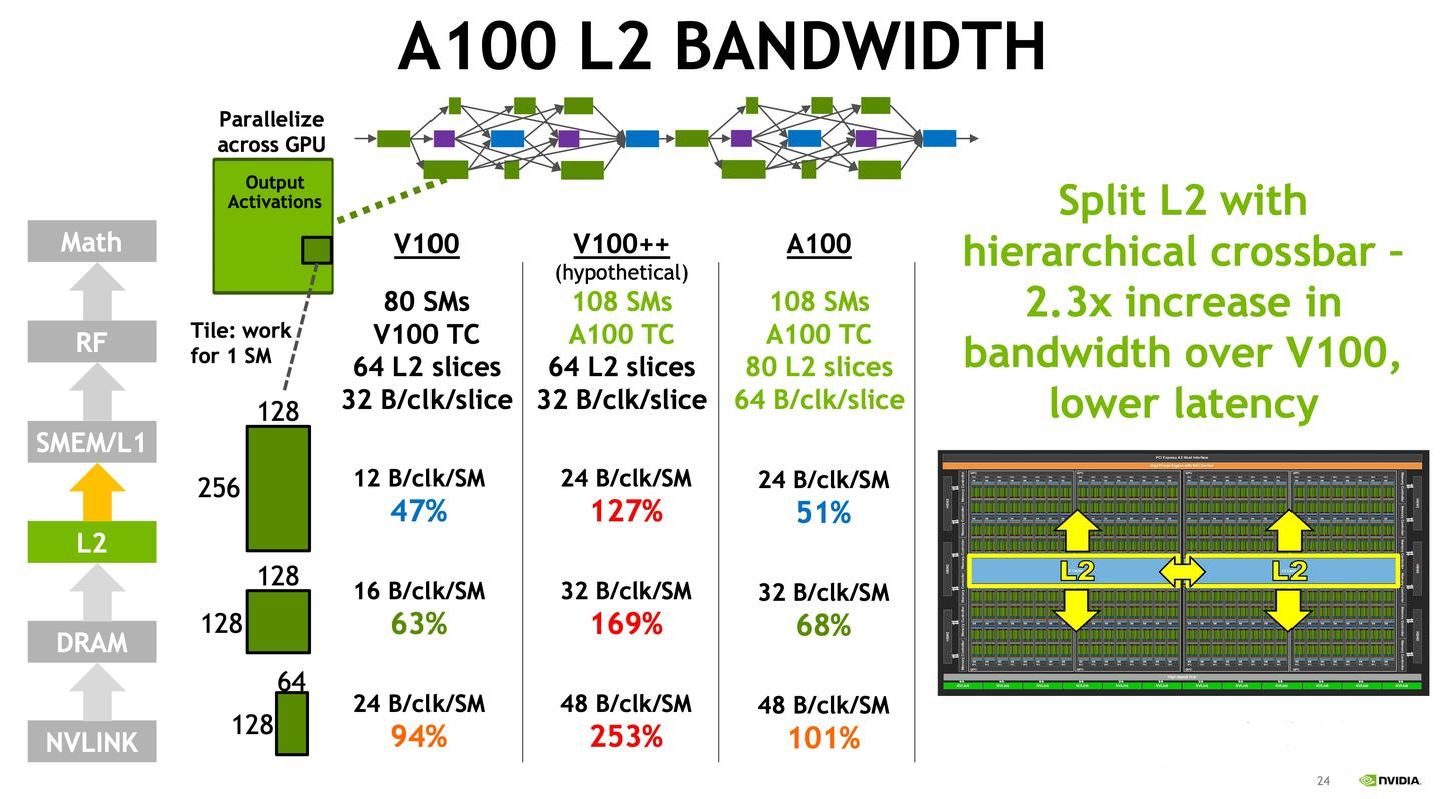 A100 L2 BANDWIDTH
Parallelize
across GPU
Output
Activations
Tile: work
for 1 SM
Math
RF
SMEM/L1
L2
DRAM
NVLINK
128
256
128
128
64
128
V100
80 SMs
V100 TC
64 L2 slices
32 B/clk/slice
12 B/clk/SM
47%
16 B/clk/SM
63%
24 B/clk/SM
94%
V100++
(hypothetical)
108 SMs
A100 TC
64 L2 slices
32 B/clk/slice
24 B/clk/SM
127%
32 B/clk/SM
169%
48 B/clk/SM
253%
A100
108 SMs
A100 TC
80 L2 slices
64 B/clk/slice
24 B/clk/SM
51%
32 B/clk/SM
68%
48 B/clk/SM
101%
Split L2 with
hierarchical crossbar –
2.3x increase in
bandwidth over V100,
lower latency
PCI Express 4.0 Host Interface
L2
L2
24
NVIDIA.